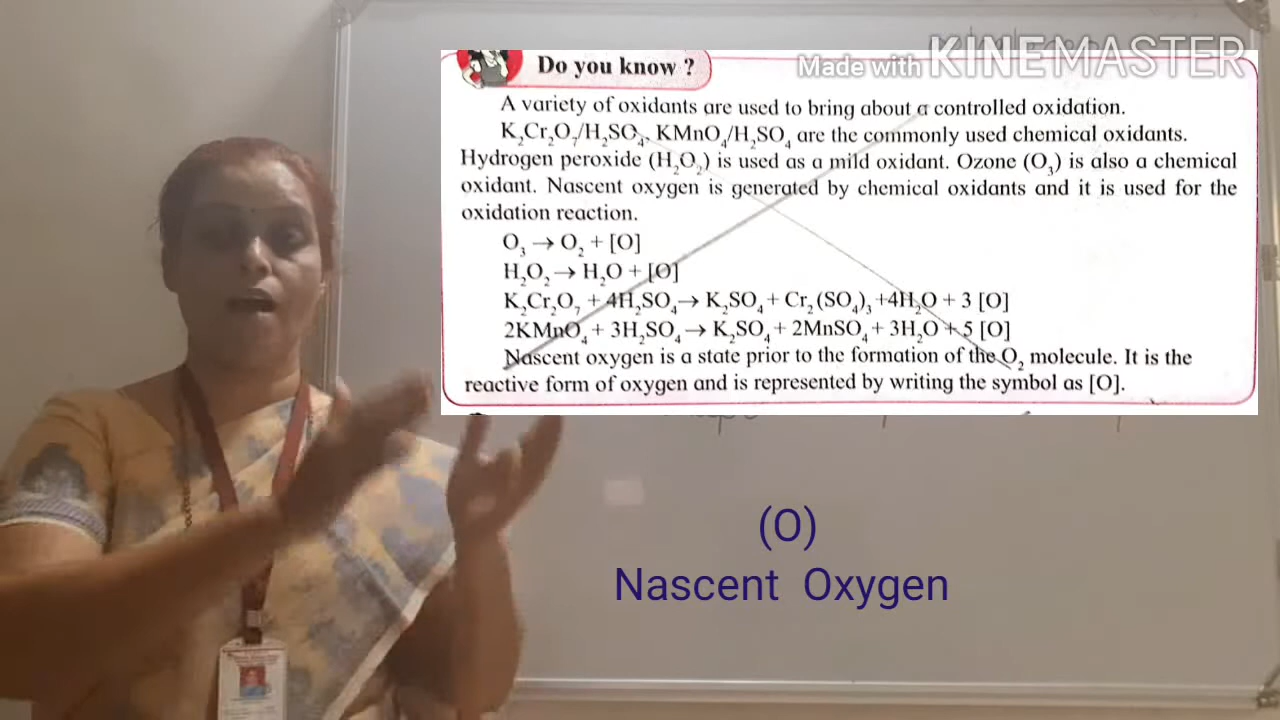 Made with KINEMASTER
Do you know ?
A variety of oxidants are used to bring about a controlled oxidation.
K₂Cr₂O₇/H₂SO₄, KMnO₄/H₂SO₄ are the commonly used chemical oxidants.
Hydrogen peroxide (H₂O₂) is used as a mild oxidant. Ozone (O₃) is also a chemical
oxidant. Nascent oxygen is generated by chemical oxidants and it is used for the
oxidation reaction.
O₃ → O₂ + [O]
H₂O₂ → H₂O + [O]
K₂Cr₂O₇ + 4H₂SO₄→ K₂SO₄ + Cr₂(SO₄)₃ +4H₂O + 3 [O]
2KMnO₄ + 3H₂SO₄ → K₂SO₄ + 2MnSO₄ + 3H₂O + 5 [O]
Nascent oxygen is a state prior to the formation of the O₂ molecule. It is the
reactive form of oxygen and is represented by writing the symbol as [O].
(O)
Nascent Oxygen